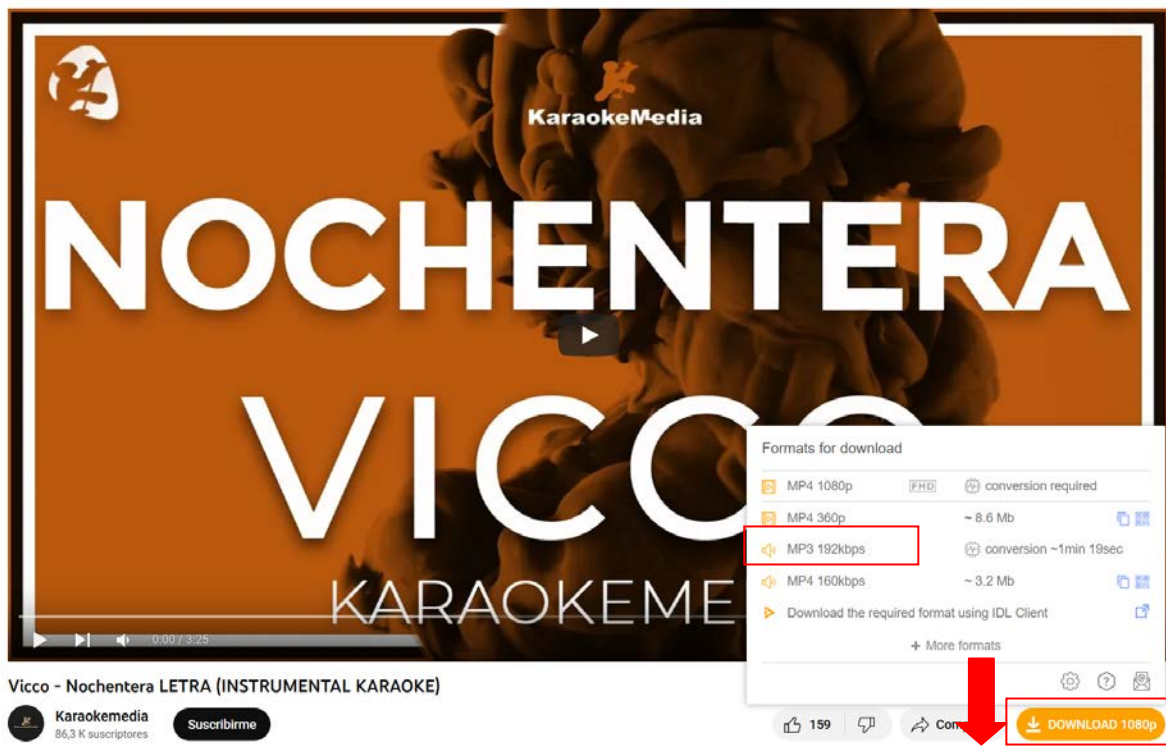 KaraokeMedia
NOCHENTERA
VICCO
KARAOKEME
0:00 / 3:25
Formats for download
MP4 1080p FHD conversion required
MP4 360p ~ 8.6 Mb
MP3 192kbps conversion ~1min 19sec
MP4 160kbps ~ 3.2 Mb
Download the required format using IDL Client
+ More formats
Vicco - Nochentera LETRA (INSTRUMENTAL KARAOKE)
Karaokemedia
86,3 K suscriptores
Suscribirme
159
DOWNLOAD 1080p